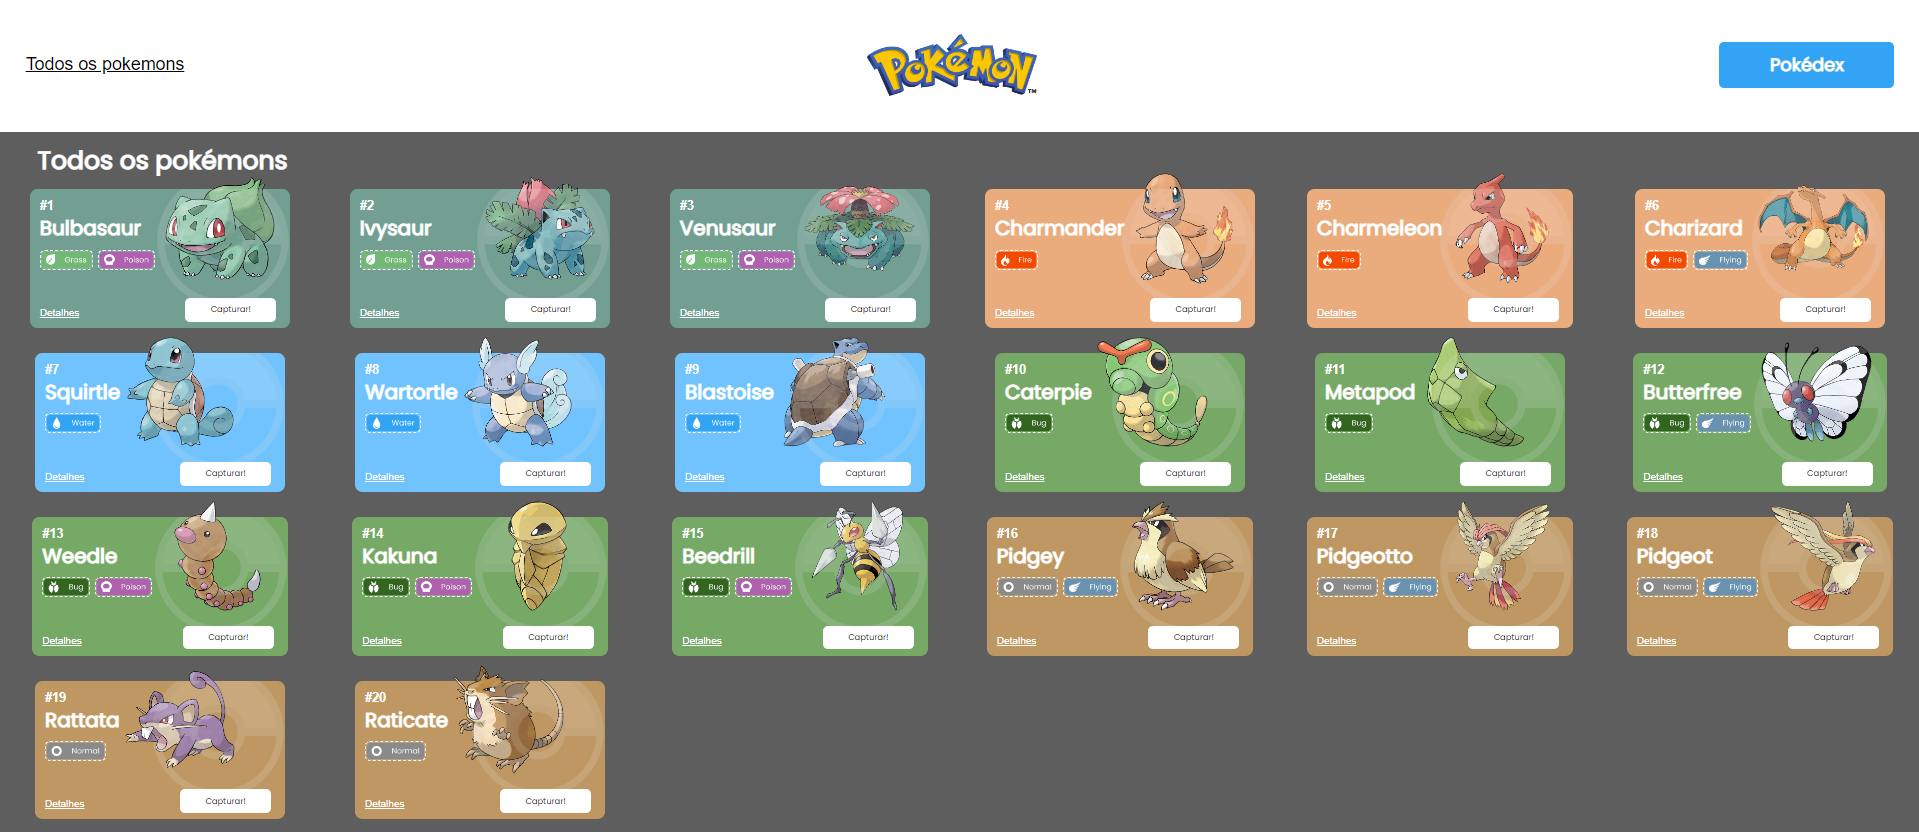 Todos os pokemons
POKéMON
TM
Pokédex
Todos os pokémons
#1
Bulbasaur
Grass Poison
Detalhes
Capturar!
#2
Ivysaur
Grass Poison
Detalhes
Capturar!
#3
Venusaur
Grass Poison
Detalhes
Capturar!
#4
Charmander
Fire
Detalhes
Capturar!
#5
Charmeleon
Fire
Detalhes
Capturar!
#6
Charizard
Fire Flying
Detalhes
Capturar!
#7
Squirtle
Water
Detalhes
Capturar!
#8
Wartortle
Water
Detalhes
Capturar!
#9
Blastoise
Water
Detalhes
Capturar!
#10
Caterpie
Bug
Detalhes
Capturar!
#11
Metapod
Bug
Detalhes
Capturar!
#12
Butterfree
Bug Flying
Detalhes
Capturar!
#13
Weedle
Bug Poison
Detalhes
Capturar!
#14
Kakuna
Bug Poison
Detalhes
Capturar!
#15
Beedrill
Bug Poison
Detalhes
Capturar!
#16
Pidgey
Normal Flying
Detalhes
Capturar!
#17
Pidgeotto
Normal Flying
Detalhes
Capturar!
#18
Pidgeot
Normal Flying
Detalhes
Capturar!
#19
Rattata
Normal
Detalhes
Capturar!
#20
Raticate
Normal
Detalhes
Capturar!